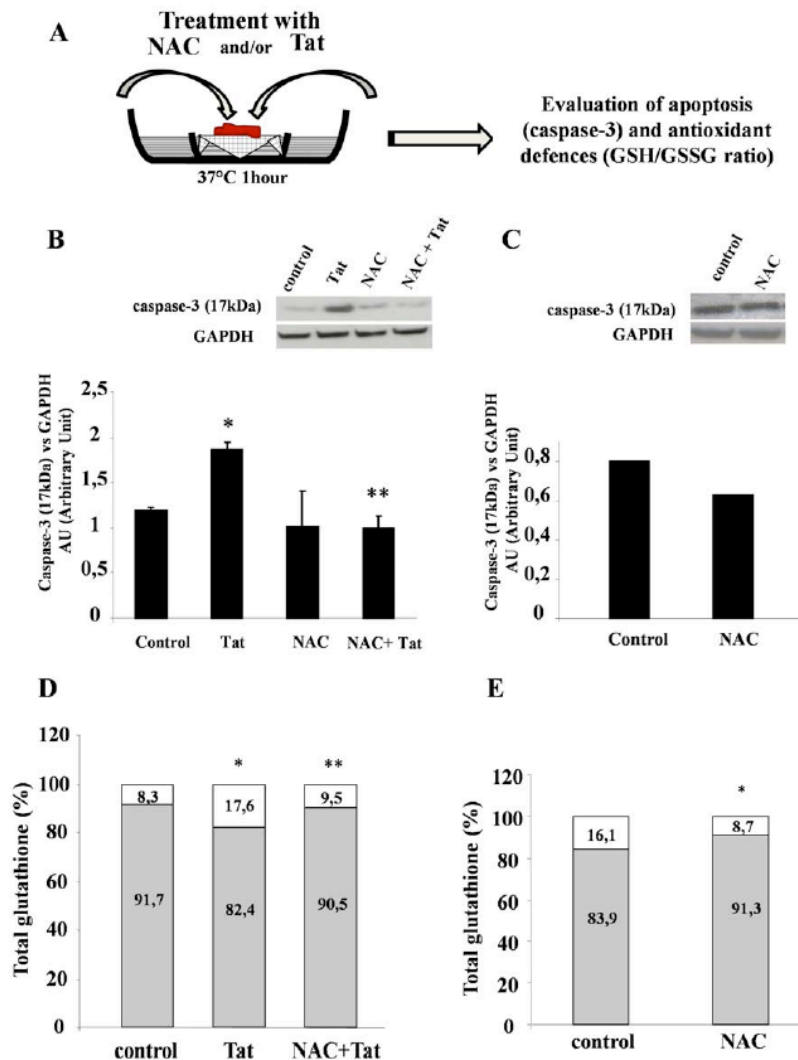 A
Treatment with
NAC and/or Tat
37°C 1hour
Evaluation of apoptosis
(caspase-3) and antioxidant
defences (GSH/GSSG ratio)
B
control
Tat
NAC
NAC + Tat
caspase-3 (17kDa)
GAPDH
Caspase-3 (17kDa) vs GAPDH
AU (Arbitrary Unit)
2,5
2
1,5
1
0,5
0
*
**
Control
Tat
NAC
NAC+ Tat
C
control
NAC
caspase-3 (17kDa)
GAPDH
Caspase-3 (17kDa) vs GAPDH
AU (Arbitrary Unit)
0,8
0,6
0,4
0,2
0
Control
NAC
D
Total glutathione (%)
120
100
80
60
40
20
0
*
**
8,3
17,6
9,5
91,7
82,4
90,5
control
Tat
NAC+Tat
E
Total glutathione (%)
120
100
80
60
40
20
0
*
16,1
8,7
83,9
91,3
control
NAC